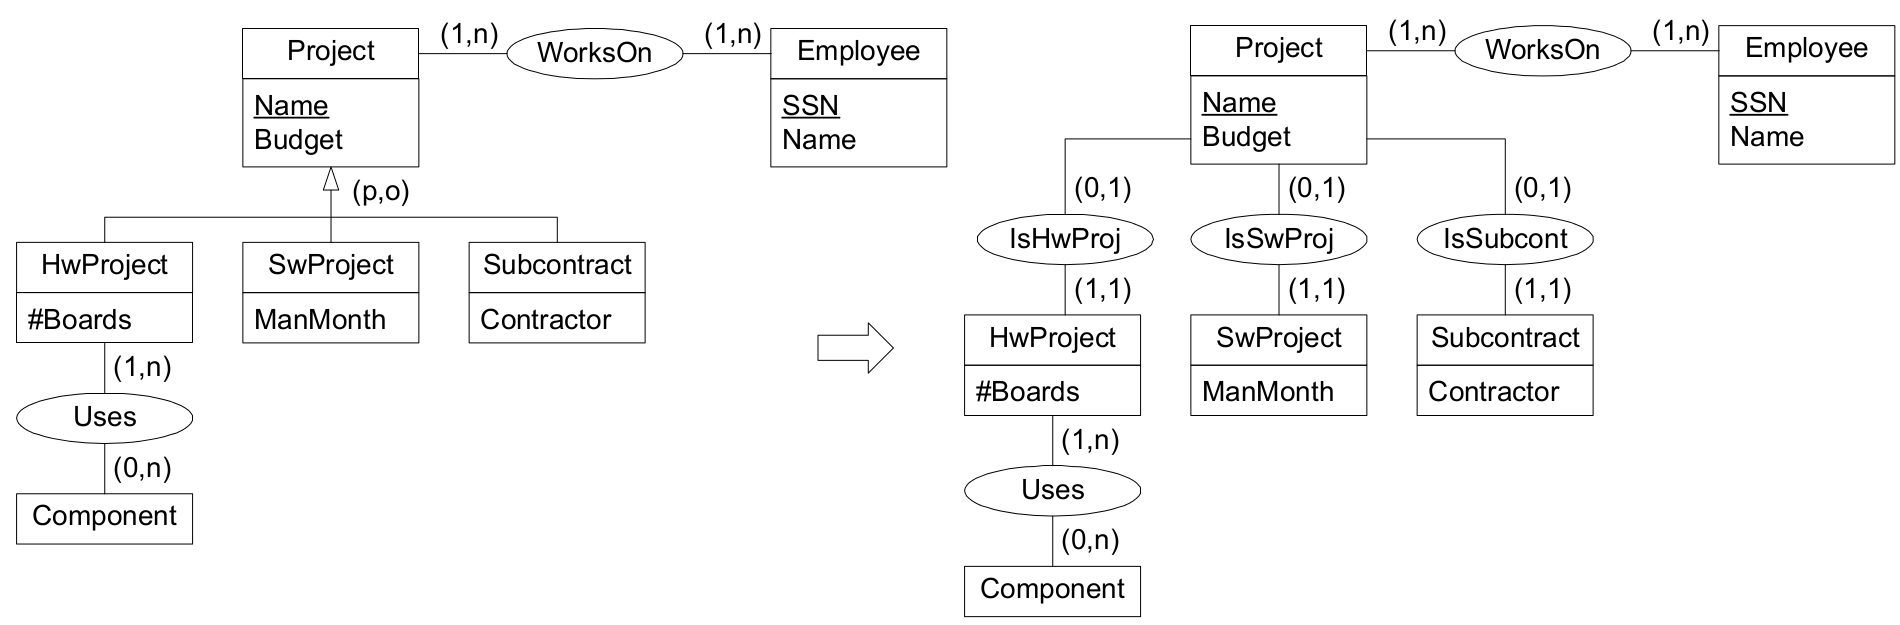 Project
(1,n)
WorksOn
(1,n)
Employee
Name
Budget
SSN
Name
(p,o)
HwProject
SwProject
Subcontract
#Boards
ManMonth
Contractor
(1,n)
Uses
(0,n)
Component
Project
(1,n)
WorksOn
(1,n)
Employee
Name
Budget
SSN
Name
(0,1)
(0,1)
(0,1)
IsHwProj
IsSwProj
IsSubcont
(1,1)
(1,1)
(1,1)
HwProject
SwProject
Subcontract
#Boards
ManMonth
Contractor
(1,n)
Uses
(0,n)
Component